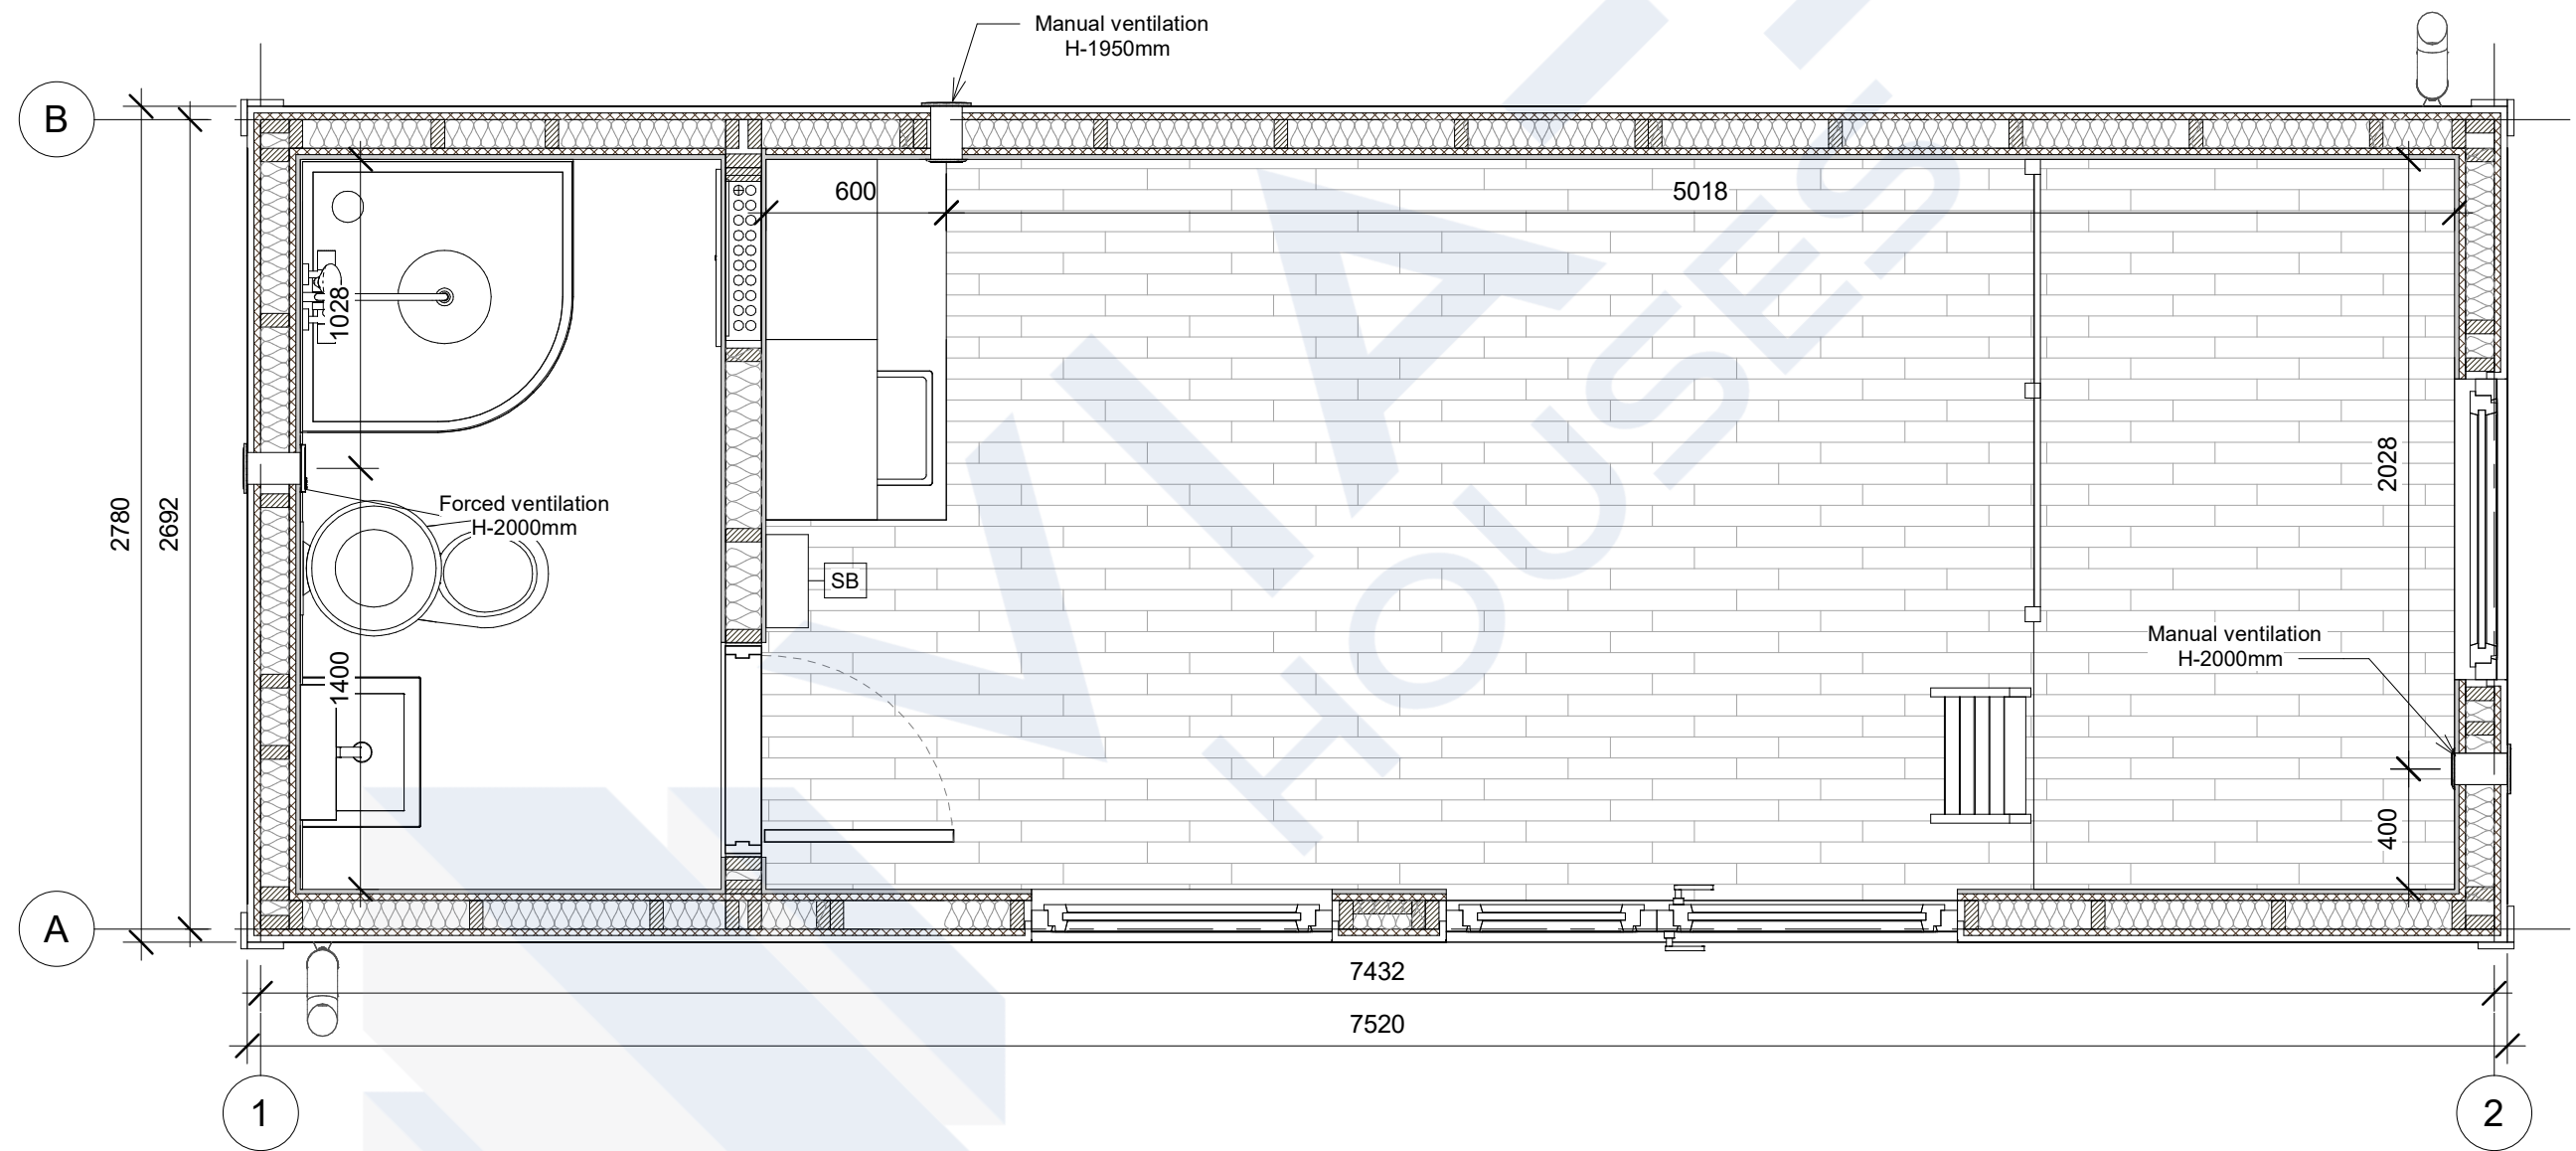 Manual ventilation
H-1950mm
B
600
5018
1028
2780
2692
Forced ventilation
H-2000mm
2028
SB
VIA
HOUSES
Manual ventilation
H-2000mm
1400
400
A
7432
7520
1
2